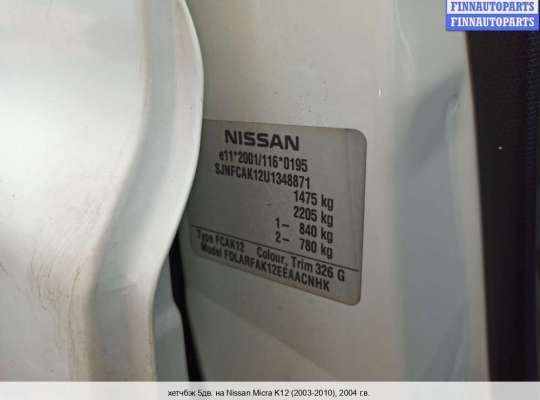 FINNAUTOPARTS
FINNAUTOPARTS
NISSAN
e11*2001/116*0195
SJNFCAK12U1348871
1475 kg
2205 kg
1– 840 kg
2– 780 kg
Type FCAK12 Colour, Trim 326 G
Model FDLARFAK12EEAACNHK
хетчбэк 5дв. на Nissan Micra K12 (2003-2010), 2004 г.в.